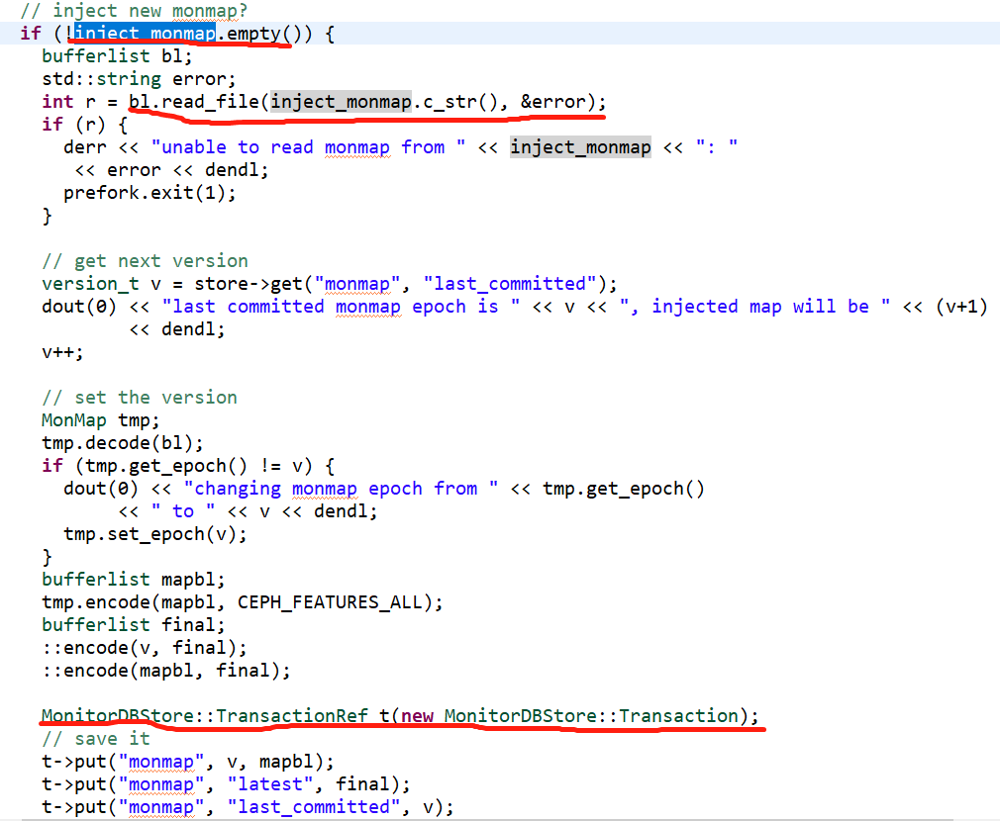 // inject new monmap?
if (!inject_monmap.empty()) {
bufferlist bl;
std::string error;
int r = bl.read_file(inject_monmap.c_str(), &error);
if (r) {
derr << "unable to read monmap from " << inject_monmap << ": "
<< error << dendl;
prefork.exit(1);
}
// get next version
version_t v = store->get("monmap", "last_committed");
dout(0) << "last committed monmap epoch is " << v << ", injected map will be " << (v+1)
<< dendl;
v++;
// set the version
MonMap tmp;
tmp.decode(bl);
if (tmp.get_epoch() != v) {
dout(0) << "changing monmap epoch from " << tmp.get_epoch()
<< " to " << v << dendl;
tmp.set_epoch(v);
}
bufferlist mapbl;
tmp.encode(mapbl, CEPH_FEATURES_ALL);
bufferlist final;
::encode(v, final);
::encode(mapbl, final);
MonitorDBStore::TransactionRef t(new MonitorDBStore::Transaction);
// save it
t->put("monmap", v, mapbl);
t->put("monmap", "latest", final);
t->put("monmap", "last_committed", v);